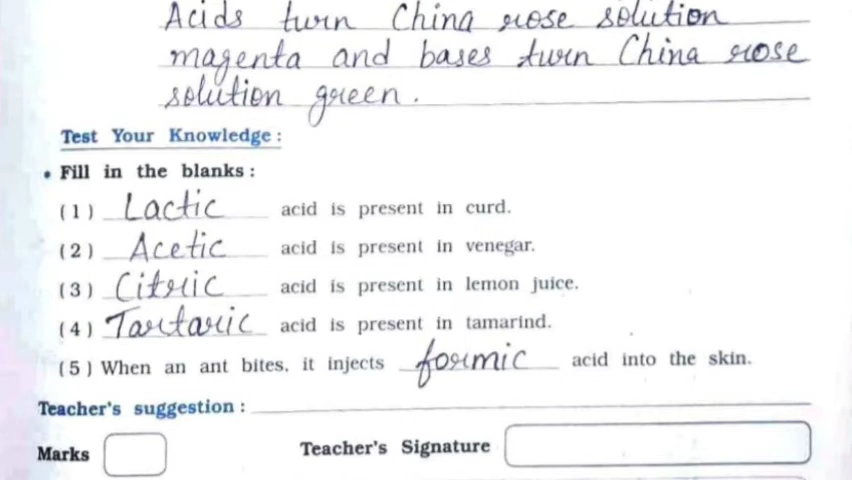 Acids turn China rose solution
magenta and bases turn China rose
solution green.
Test Your Knowledge :
• Fill in the blanks :
(1) Lactic acid is present in curd.
(2) Acetic acid is present in venegar.
(3) Citric acid is present in lemon juice.
(4) Tartaric acid is present in tamarind.
(5) When an ant bites, it injects formic acid into the skin.
Teacher's suggestion :
Marks Teacher's Signature